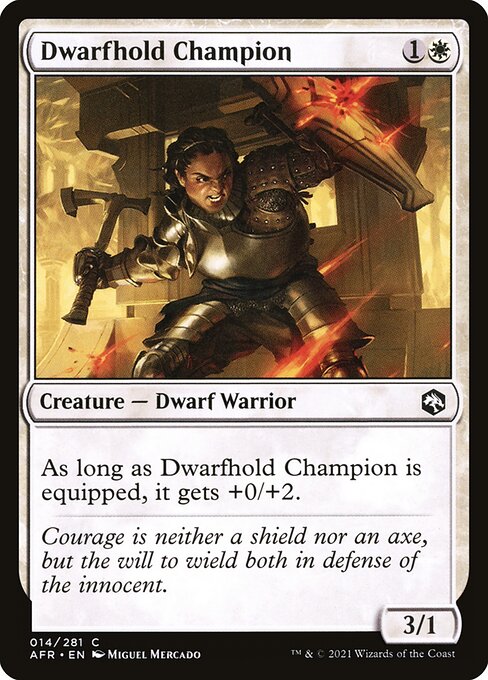 Dwarfhold Champion 1
Creature — Dwarf Warrior
As long as Dwarfhold Champion is
equipped, it gets +0/+2.
Courage is neither a shield nor an axe,
but the will to wield both in defense of
the innocent.
3/1
014/281 C
AFR • EN Miguel Mercado
™ & © 2021 Wizards of the Coast